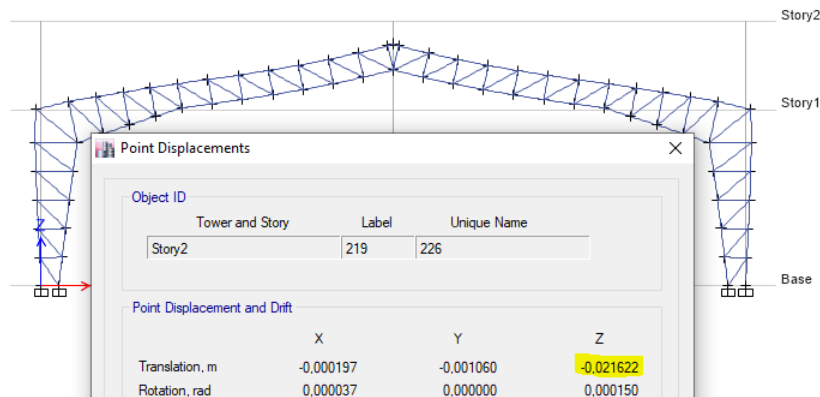 Story2
Story1
Point Displacements
Object ID
Tower and Story Label Unique Name
Story2 219 226
Z
Base
Point Displacement and Drift
X Y Z
Translation, m -0,000197 -0,001060 -0,021622
Rotation, rad 0,000037 0,000000 0,000150